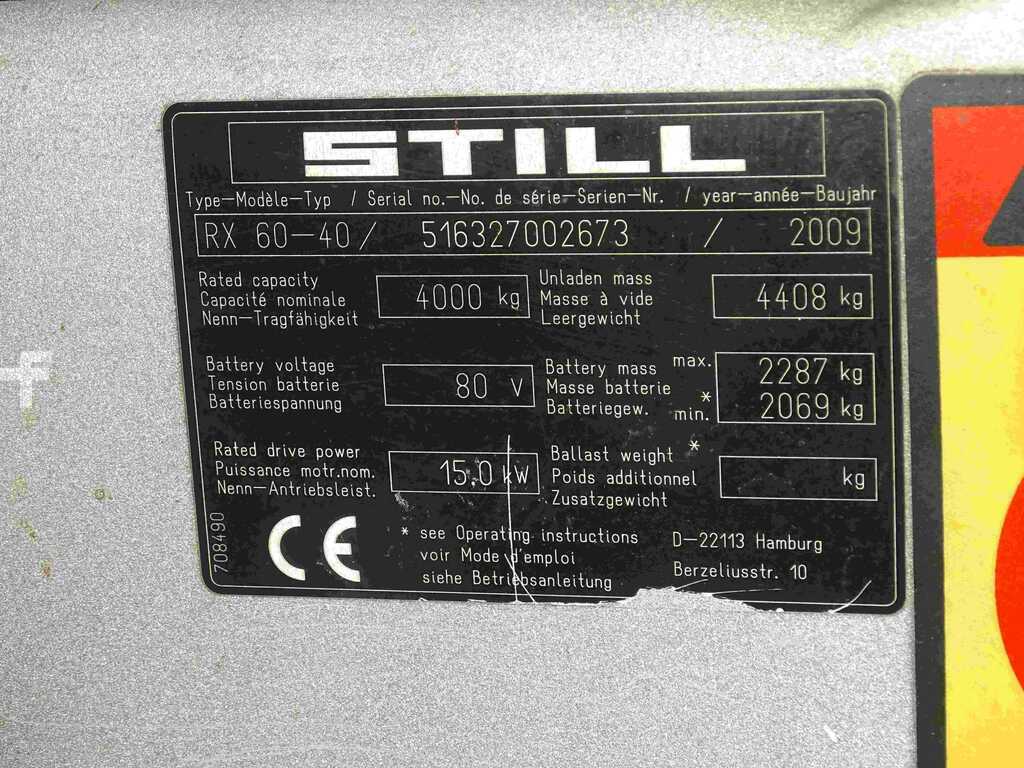 STILL
Type-Modèle-Typ / Serial no.-No. de série-Serien-Nr. / year-année-Baujahr
RX 60-40 / 516327002673 / 2009
Rated capacity
Capacité nominale
Nenn-Tragfähigkeit
4000 kg
Unladen mass
Masse à vide
Leergewicht
4408 kg
Battery voltage
Tension batterie
Batteriespannung
80 V
Battery mass
Masse batterie
Batteriegew.
max. 2287 kg
* min. 2069 kg
Rated drive power
Puissance motr.nom.
Nenn-Antriebsleist.
15.0 kW
Ballast weight *
Poids additionnel
Zusatzgewicht
kg
708490
CE
* see Operating instructions
voir Mode d'emploi
siehe Betriebsanleitung
D-22113 Hamburg
Berzeliusstr. 10